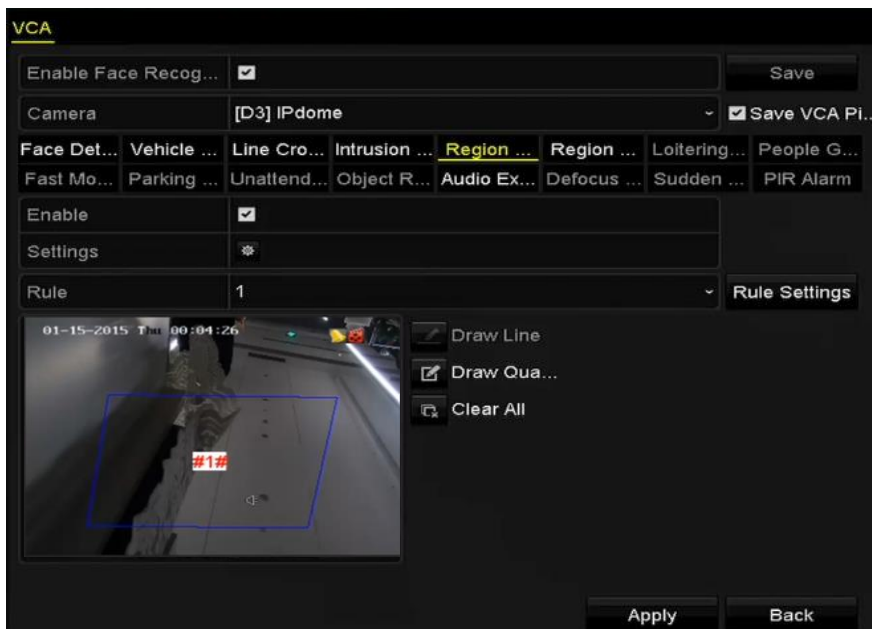 VCA
Enable Face Recog...
Save
Camera
[D3] IPdome
Save VCA Pi..
Face Det... Vehicle ... Line Cro... Intrusion ... Region ... Region ... Loitering... People G...
Fast Mo... Parking ... Unattend... Object R... Audio Ex... Defocus ... Sudden ... PIR Alarm
Enable
Settings
Rule
1
Rule Settings
01-15-2015 Thu 00:04:26
#1#
Draw Line
Draw Qua...
Clear All
Apply
Back